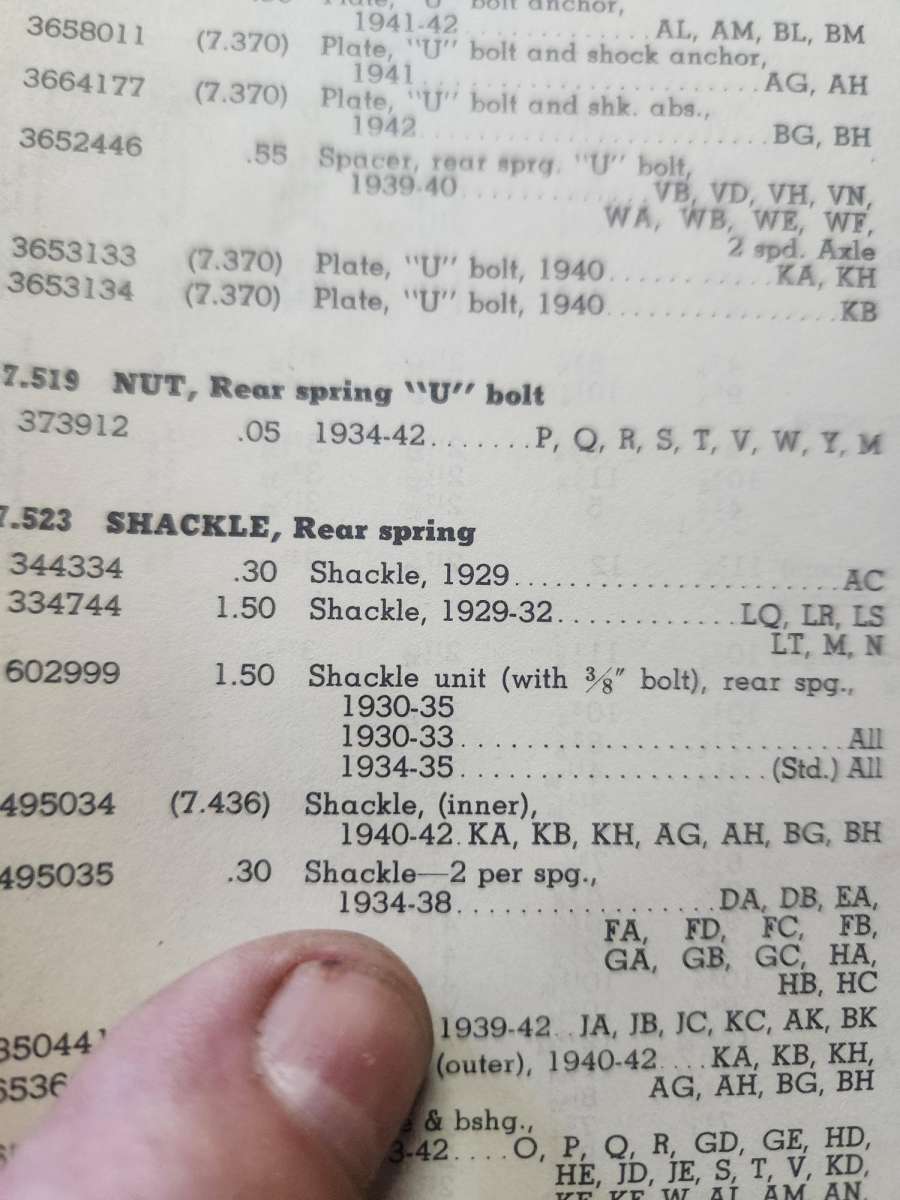 Plate, "U" bolt anchor,
1941-42............AL, AM, BL, BM
3658011 (7.370) Plate, "U" bolt and shock anchor,
1941......................AG, AH
3664177 (7.370) Plate, "U" bolt and shk. abs.,
1942......................BG, BH
3652446 .55 Spacer, rear sprg. "U" bolt,
1939-40............VB, VD, VH, VN,
WA, WB, WE, WF,
2 spd. Axle
3653133 (7.370) Plate, "U" bolt, 1940...........KA, KH
3653134 (7.370) Plate, "U" bolt, 1940................KB
7.519 NUT, Rear spring "U" bolt
373912 .05 1934-42.......P, Q, R, S, T, V, W, Y, M
7.523 SHACKLE, Rear spring
344334 .30 Shackle, 1929......................AC
334744 1.50 Shackle, 1929-32............LQ, LR, LS
LT, M, N
602999 1.50 Shackle unit (with 3/8" bolt), rear spg.,
1930-35
1930-33..........................All
1934-35.....................(Std.) All
495034 (7.436) Shackle, (inner),
1940-42.KA, KB, KH, AG, AH, BG, BH
495035 .30 Shackle—2 per spg.,
1934-38.................DA, DB, EA,
FA, FD, FC, FB,
GA, GB, GC, HA,
HB, HC
1939-42..JA, JB, JC, KC, AK, BK
(outer), 1940-42....KA, KB, KH,
AG, AH, BG, BH
& bshg.,
-42....O, P, Q, R, GD, GE, HD,
HE, JD, JE, S, T, V, KD,
KE, KF, W, AL, AM, AN,